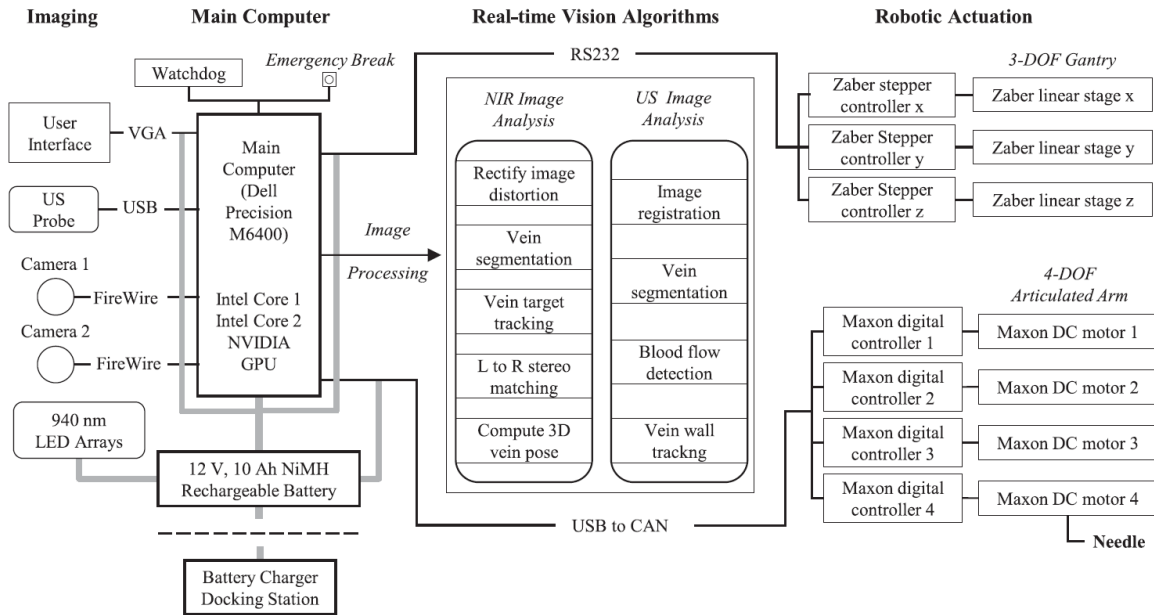 Imaging
Main Computer
Real-time Vision Algorithms
Robotic Actuation
Watchdog
Emergency Break
User
Interface
VGA
US
Probe
USB
Camera 1
FireWire
Camera 2
FireWire
940 nm
LED Arrays
Main
Computer
(Dell
Precision
M6400)
Intel Core 1
Intel Core 2
NVIDIA
GPU
12 V, 10 Ah NiMH
Rechargeable Battery
Battery Charger
Docking Station
Image
Processing
RS232
NIR Image
Analysis
Rectify image
distortion
Vein
segmentation
Vein target
tracking
L to R stereo
matching
Compute 3D
vein pose
US Image
Analysis
Image
registration
Vein
segmentation
Blood flow
detection
Vein wall
trackng
USB to CAN
3-DOF Gantry
Zaber stepper
controller x
Zaber linear stage x
Zaber Stepper
controller y
Zaber linear stage y
Zaber Stepper
controller z
Zaber linear stage z
4-DOF
Articulated Arm
Maxon digital
controller 1
Maxon DC motor 1
Maxon digital
controller 2
Maxon DC motor 2
Maxon digital
controller 3
Maxon DC motor 3
Maxon digital
controller 4
Maxon DC motor 4
Needle